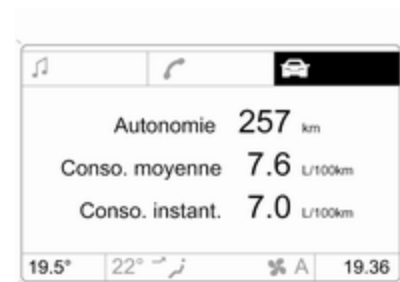 Autonomie 257 km
Conso. moyenne 7.6 L/100km
Conso. instant. 7.0 L/100km
19.5° 22° A 19.36